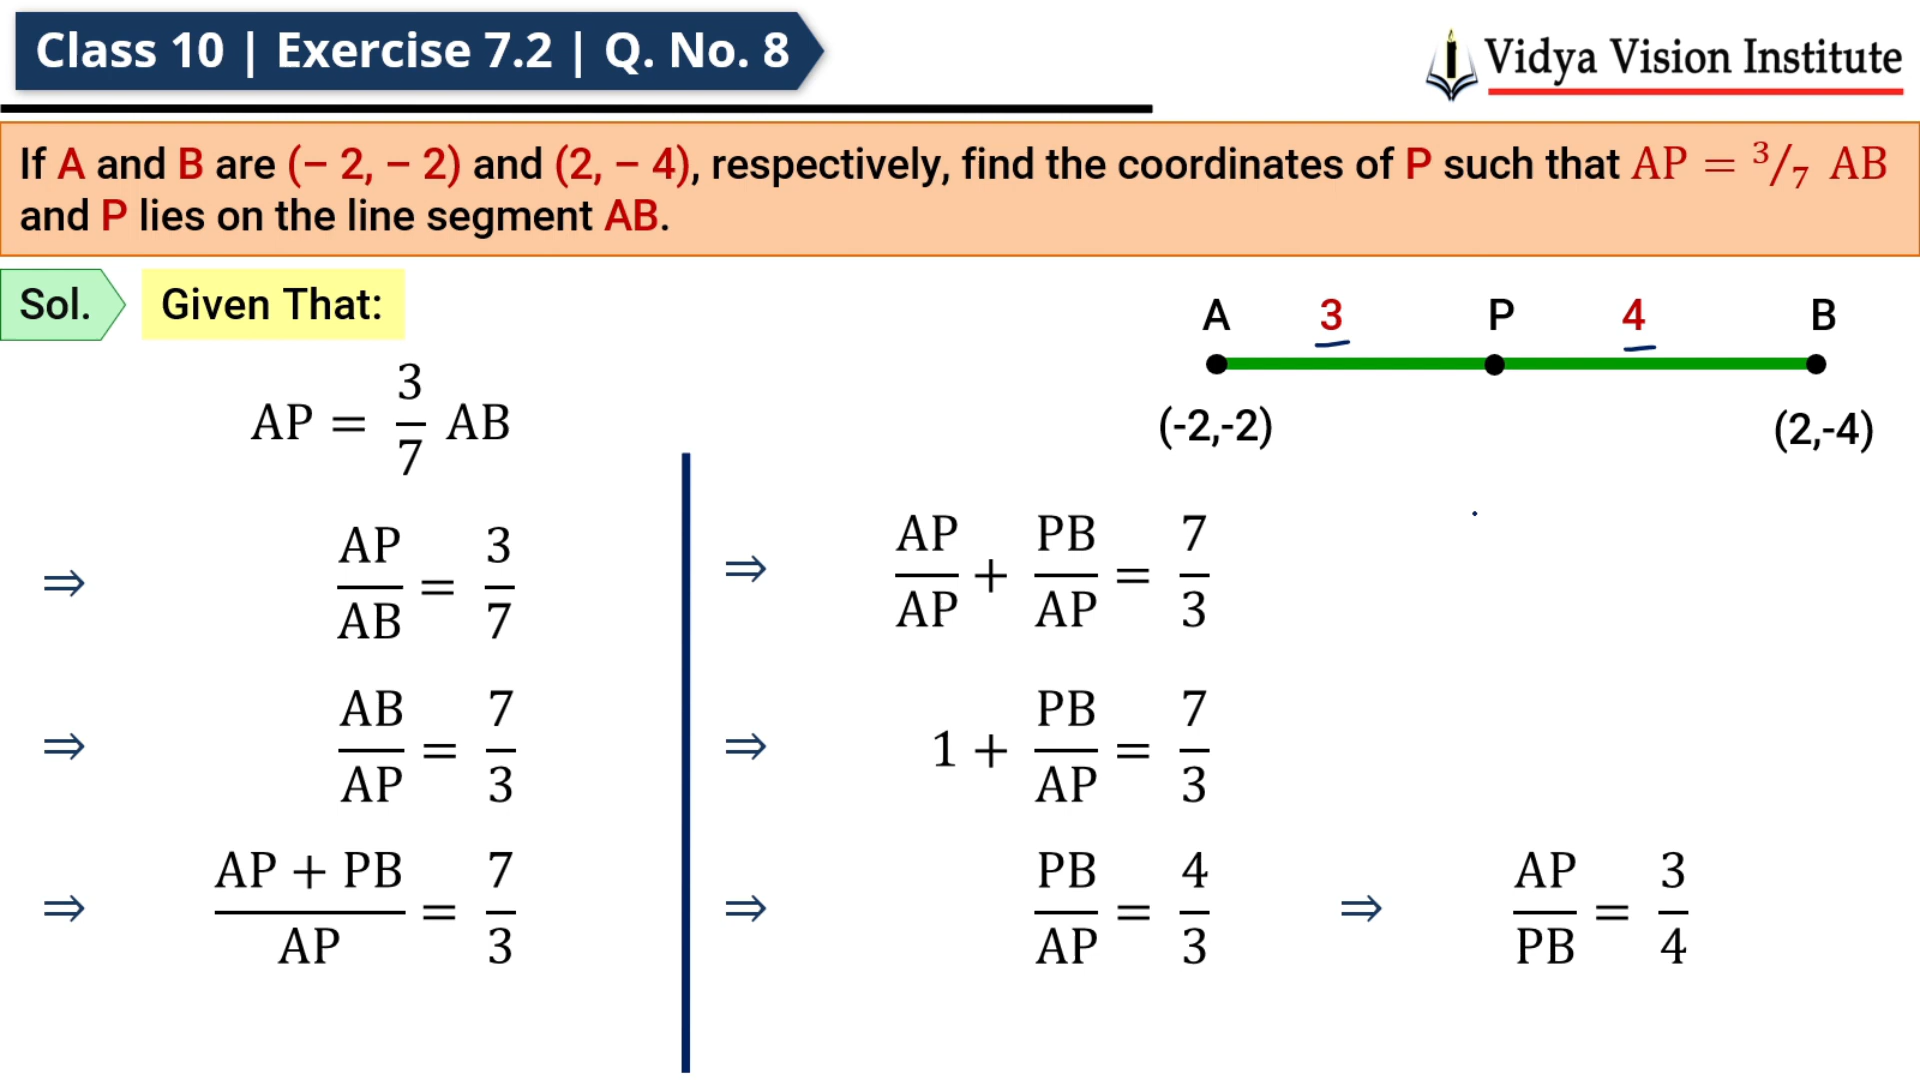 Class 10 | Exercise 7.2 | Q. No. 8
Vidya Vision Institute
If A and B are (– 2, – 2) and (2, – 4), respectively, find the coordinates of P such that AP = 3/7 AB
and P lies on the line segment AB.
Sol.
Given That:
A 3 P 4 B
(-2,-2) (2,-4)
AP = 3/7 AB
⇒ AP/AB = 3/7
⇒ AB/AP = 7/3
⇒ (AP + PB)/AP = 7/3
⇒ AP/AP + PB/AP = 7/3
⇒ 1 + PB/AP = 7/3
⇒ PB/AP = 4/3 ⇒ AP/PB = 3/4